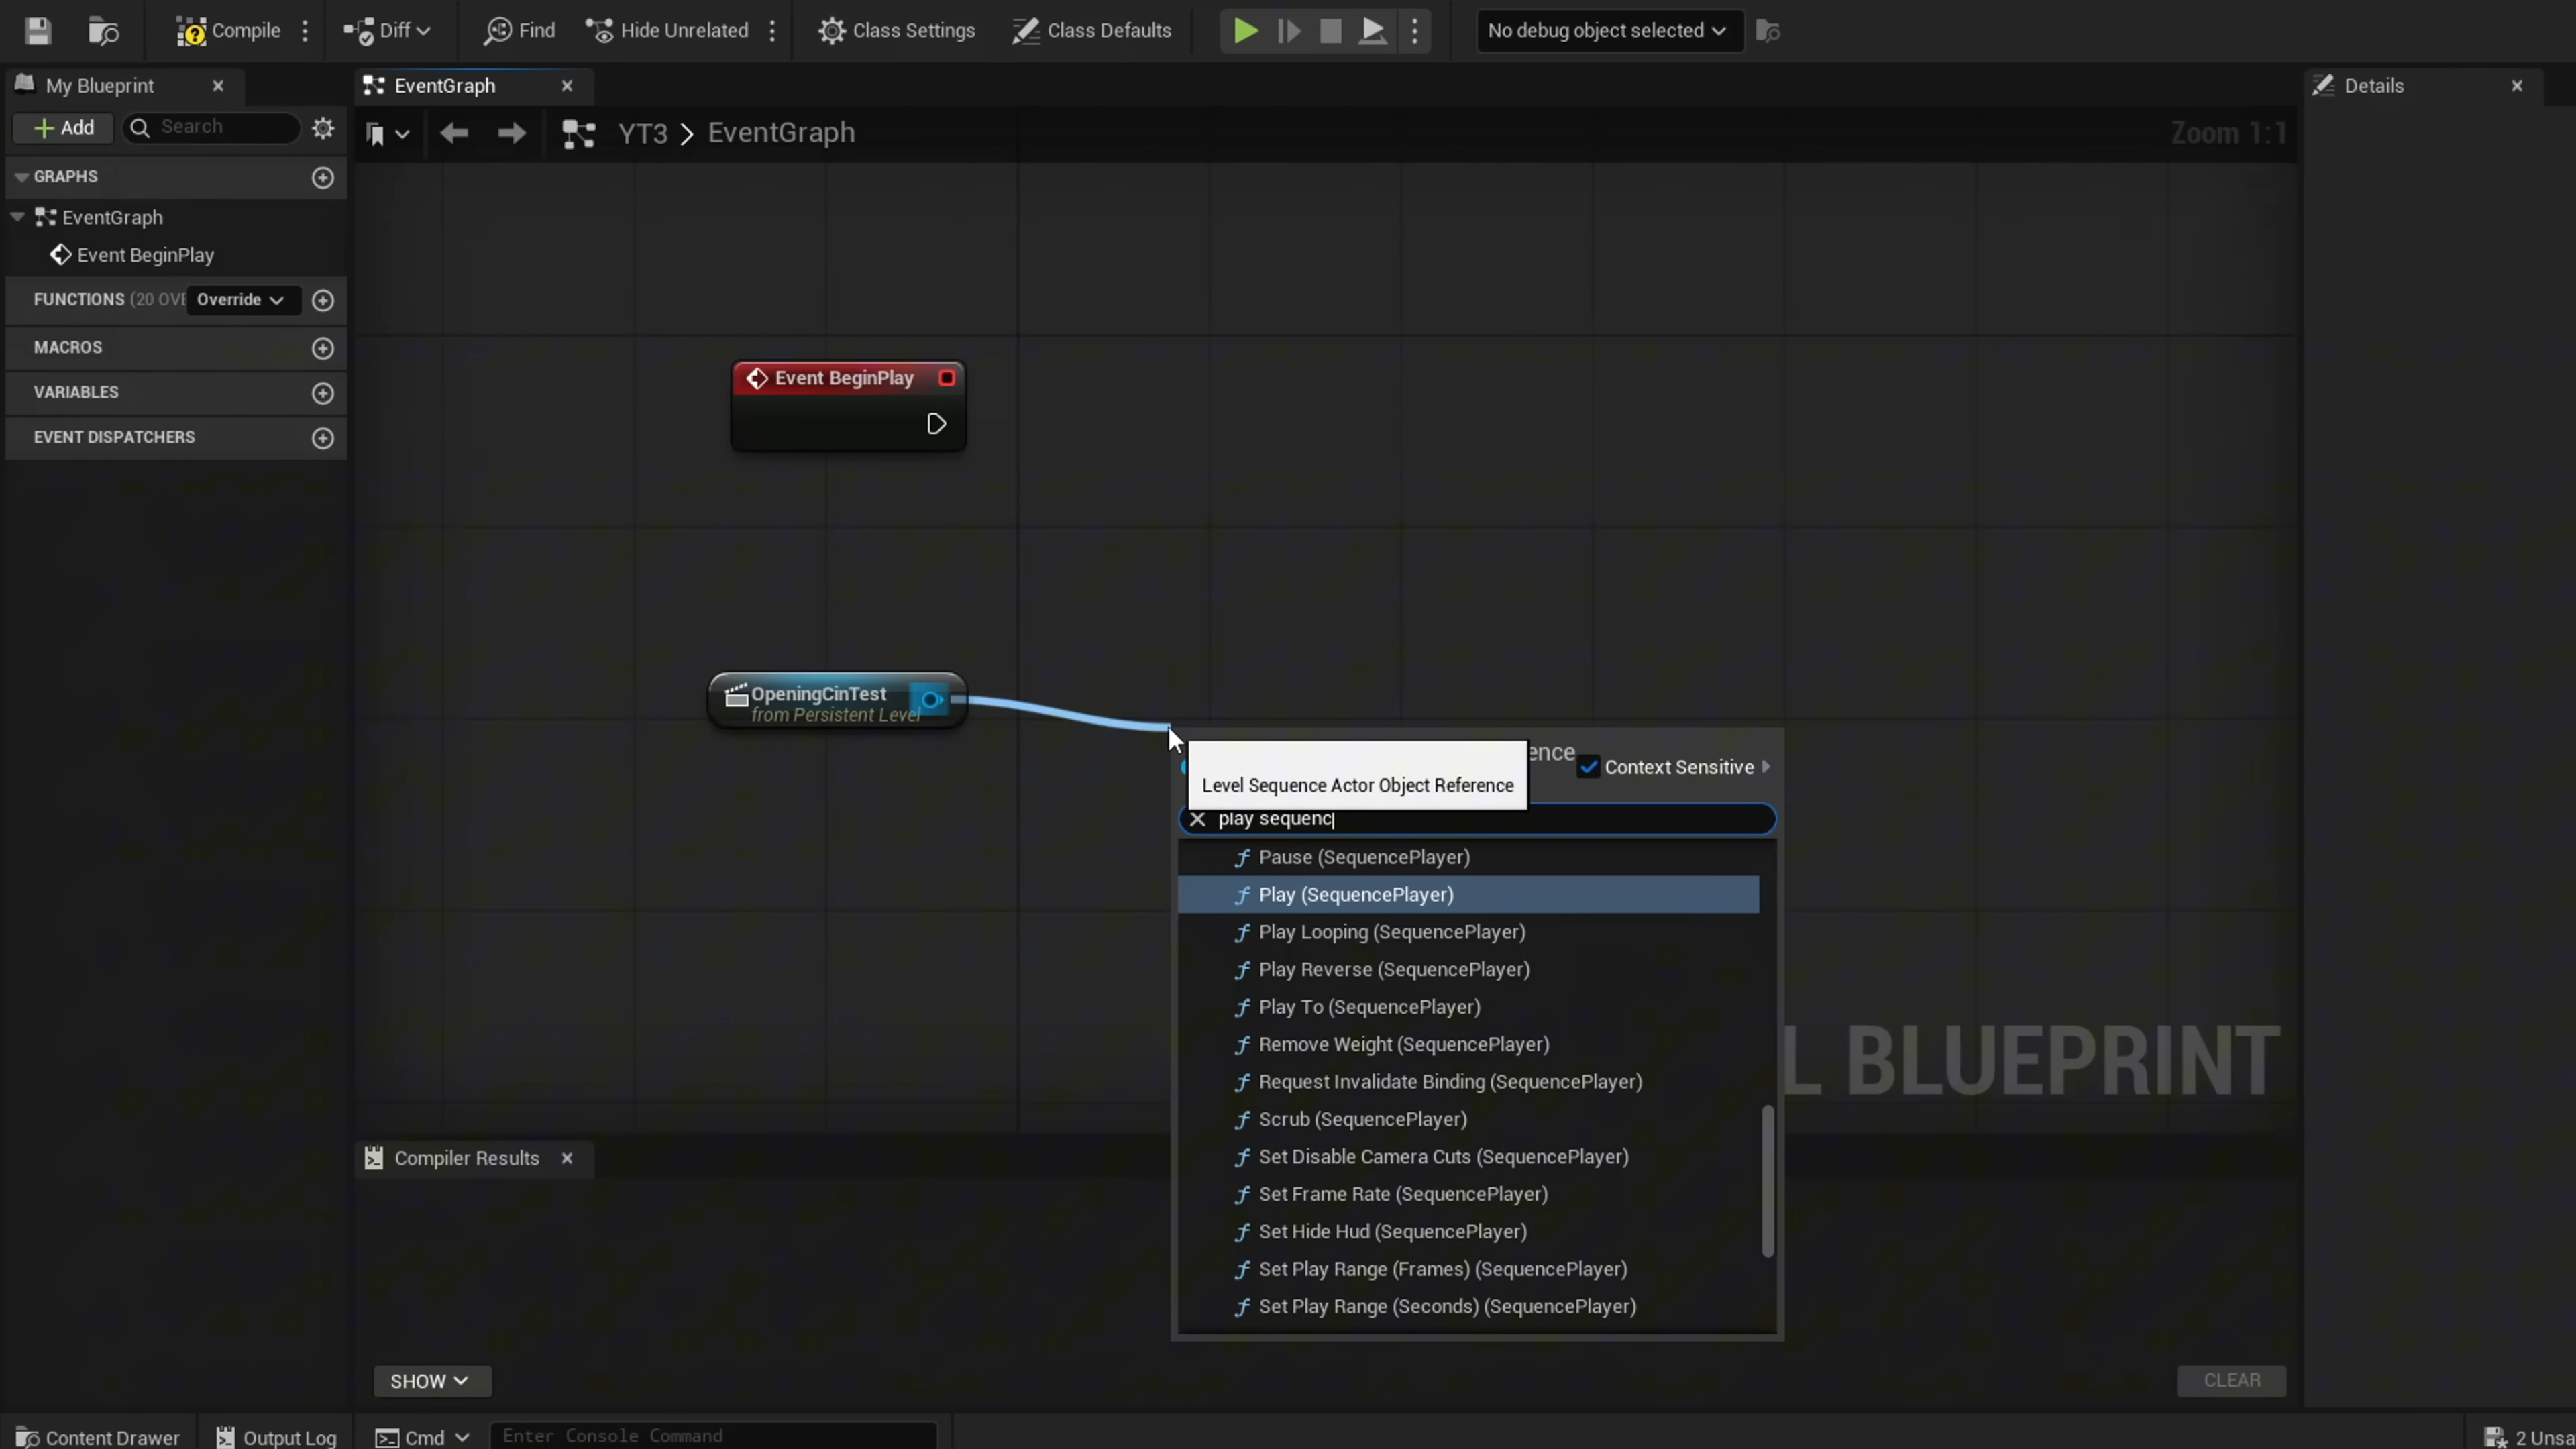 Compile
Diff
Find
Hide Unrelated
Class Settings
Class Defaults
No debug object selected
My Blueprint
EventGraph
Details
Add
Search
YT3 > EventGraph
Zoom 1:1
GRAPHS
EventGraph
Event BeginPlay
FUNCTIONS (20 OVE
Override
MACROS
VARIABLES
EVENT DISPATCHERS
Event BeginPlay
OpeningCinTest
from Persistent Level
ence
Context Sensitive
Level Sequence Actor Object Reference
play sequenc
Pause (SequencePlayer)
Play (SequencePlayer)
Play Looping (SequencePlayer)
Play Reverse (SequencePlayer)
Play To (SequencePlayer)
Remove Weight (SequencePlayer)
Request Invalidate Binding (SequencePlayer)
Scrub (SequencePlayer)
Set Disable Camera Cuts (SequencePlayer)
Set Frame Rate (SequencePlayer)
Set Hide Hud (SequencePlayer)
Set Play Range (Frames) (SequencePlayer)
Set Play Range (Seconds) (SequencePlayer)
L BLUEPRINT
Compiler Results
SHOW
CLEAR
Content Drawer
Output Log
Cmd
Enter Console Command
2 Unsa